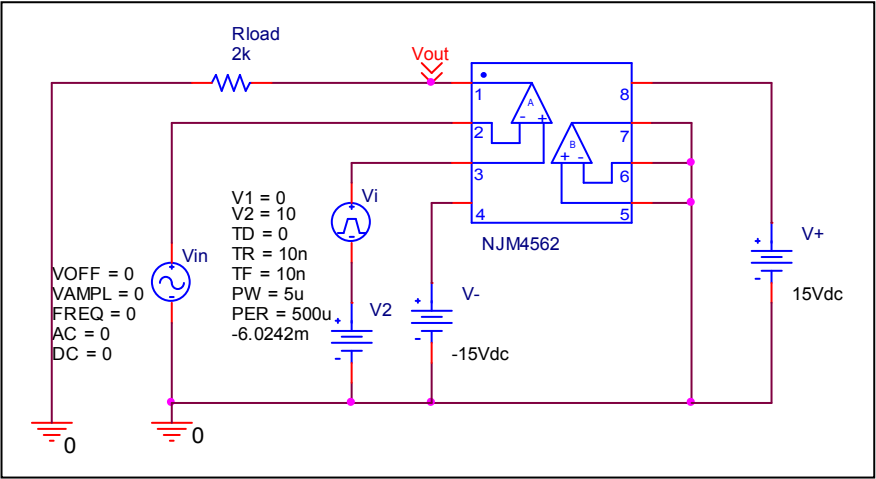 Rload
2k
Vout
A
- +
B
+ -
1
2
3
4
8
7
6
5
NJM4562
Vi
V1 = 0
V2 = 10
TD = 0
TR = 10n
TF = 10n
PW = 5u
PER = 500u
-6.0242m
Vin
VOFF = 0
VAMPL = 0
FREQ = 0
AC = 0
DC = 0
V2
V-
-15Vdc
V+
15Vdc
0
0